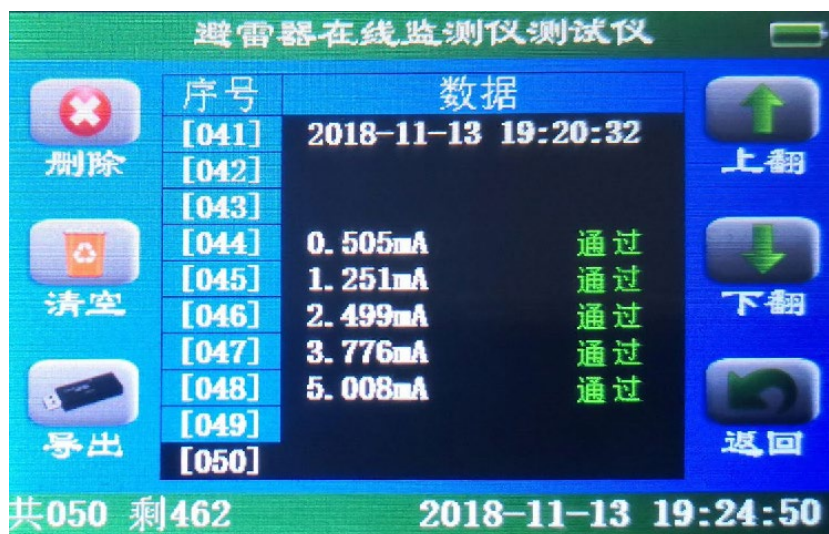 避雷器在线监测仪测试仪
序号 数据
[041] 2018-11-13 19:20:32
[042]
[043]
[044] 0.505mA 通过
[045] 1.251mA 通过
[046] 2.499mA 通过
[047] 3.776mA 通过
[048] 5.008mA 通过
[049]
[050]
删除
清空
导出
上翻
下翻
返回
共050 剩462 2018-11-13 19:24:50